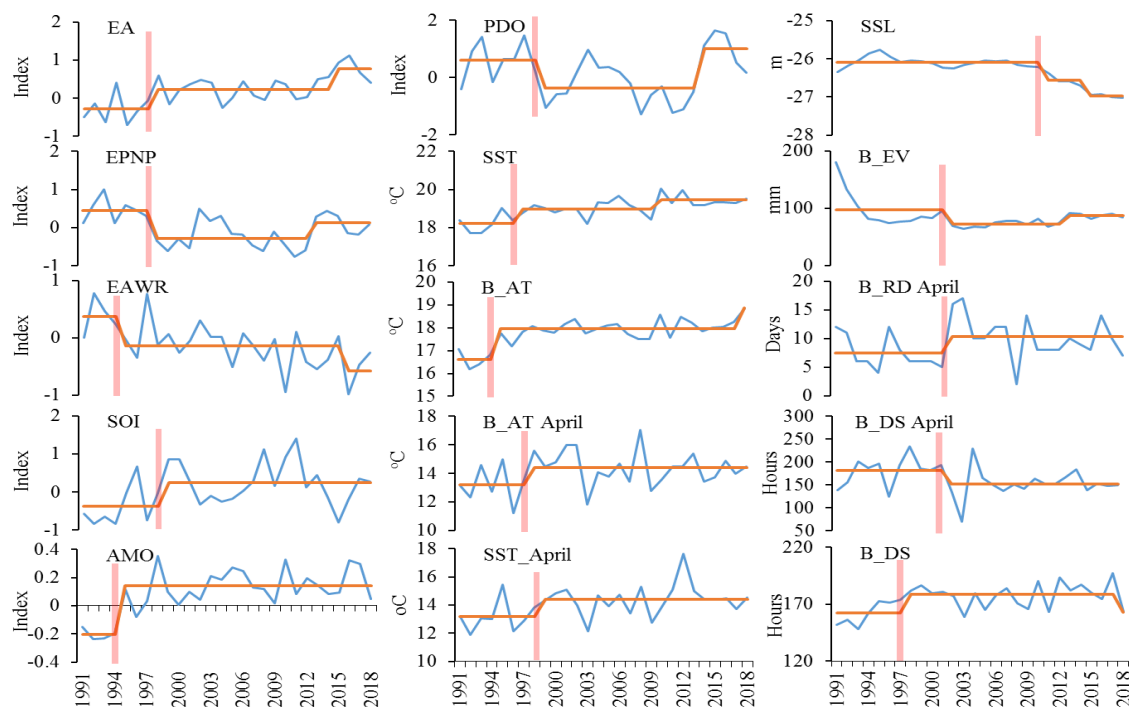 EA
Index
2
1
0
-1
PDO
Index
2
0
-2
SSL
m
-25
-26
-27
-28
EPNP
Index
2
1
0
-1
SST
oC
22
20
18
16
B_EV
mm
200
100
0
EAWR
Index
1
0
-1
B_AT
oC
20
19
18
17
16
15
B_RD April
Days
20
15
10
5
0
SOI
Index
2
1
0
-1
B_AT April
oC
18
16
14
12
10
B_DS April
Hours
300
250
200
150
100
50
AMO
Index
0.4
0.2
0
-0.2
-0.4
SST_April
oC
18
16
14
12
10
B_DS
Hours
220
170
120
1991 1994 1997 2000 2003 2006 2009 2012 2015 2018
1991 1994 1997 2000 2003 2006 2009 2012 2015 2018
1991 1994 1997 2000 2003 2006 2009 2012 2015 2018